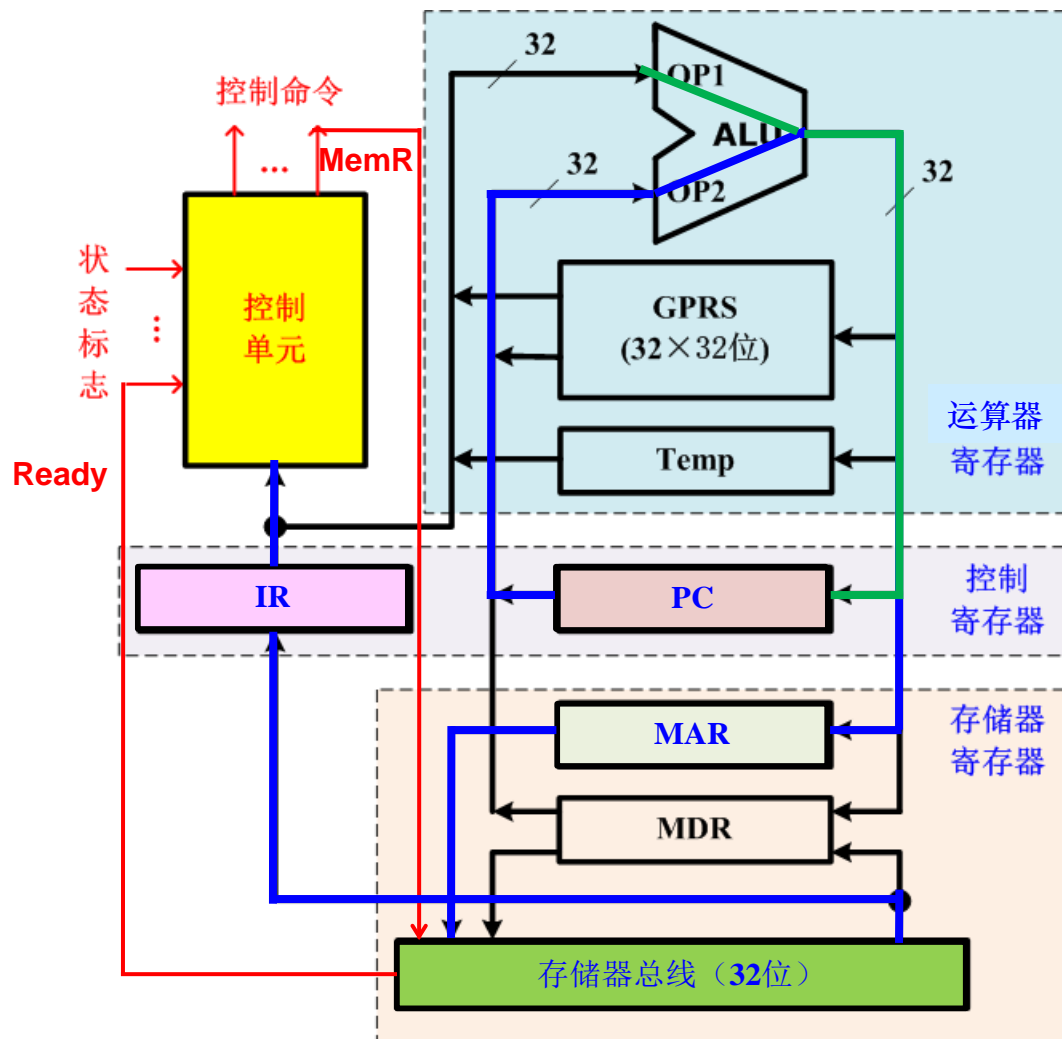 32
OP1
控制命令
...
MemR
ALU
32
OP2
32
状
态
标
志
...
控制
单元
GPRS
(32×32位)
运算器
寄存器
Temp
Ready
IR
PC
控制
寄存器
MAR
存储器
寄存器
MDR
存储器总线（32位）